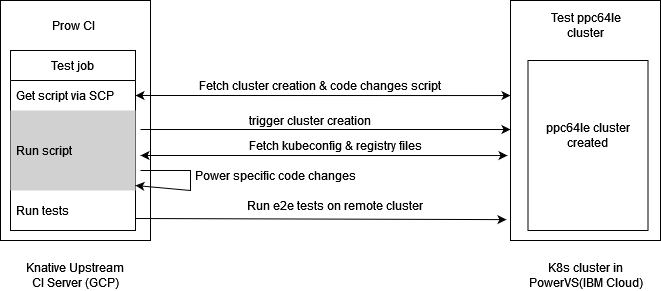 Prow CI
Test job
Get script via SCP
Run script
Run tests
Fetch cluster creation & code changes script
trigger cluster creation
Fetch kubeconfig & registry files
Power specific code changes
Run e2e tests on remote cluster
Test ppc64le
cluster
ppc64le cluster
created
Knative Upstream
CI Server (GCP)
K8s cluster in
PowerVS(IBM Cloud)